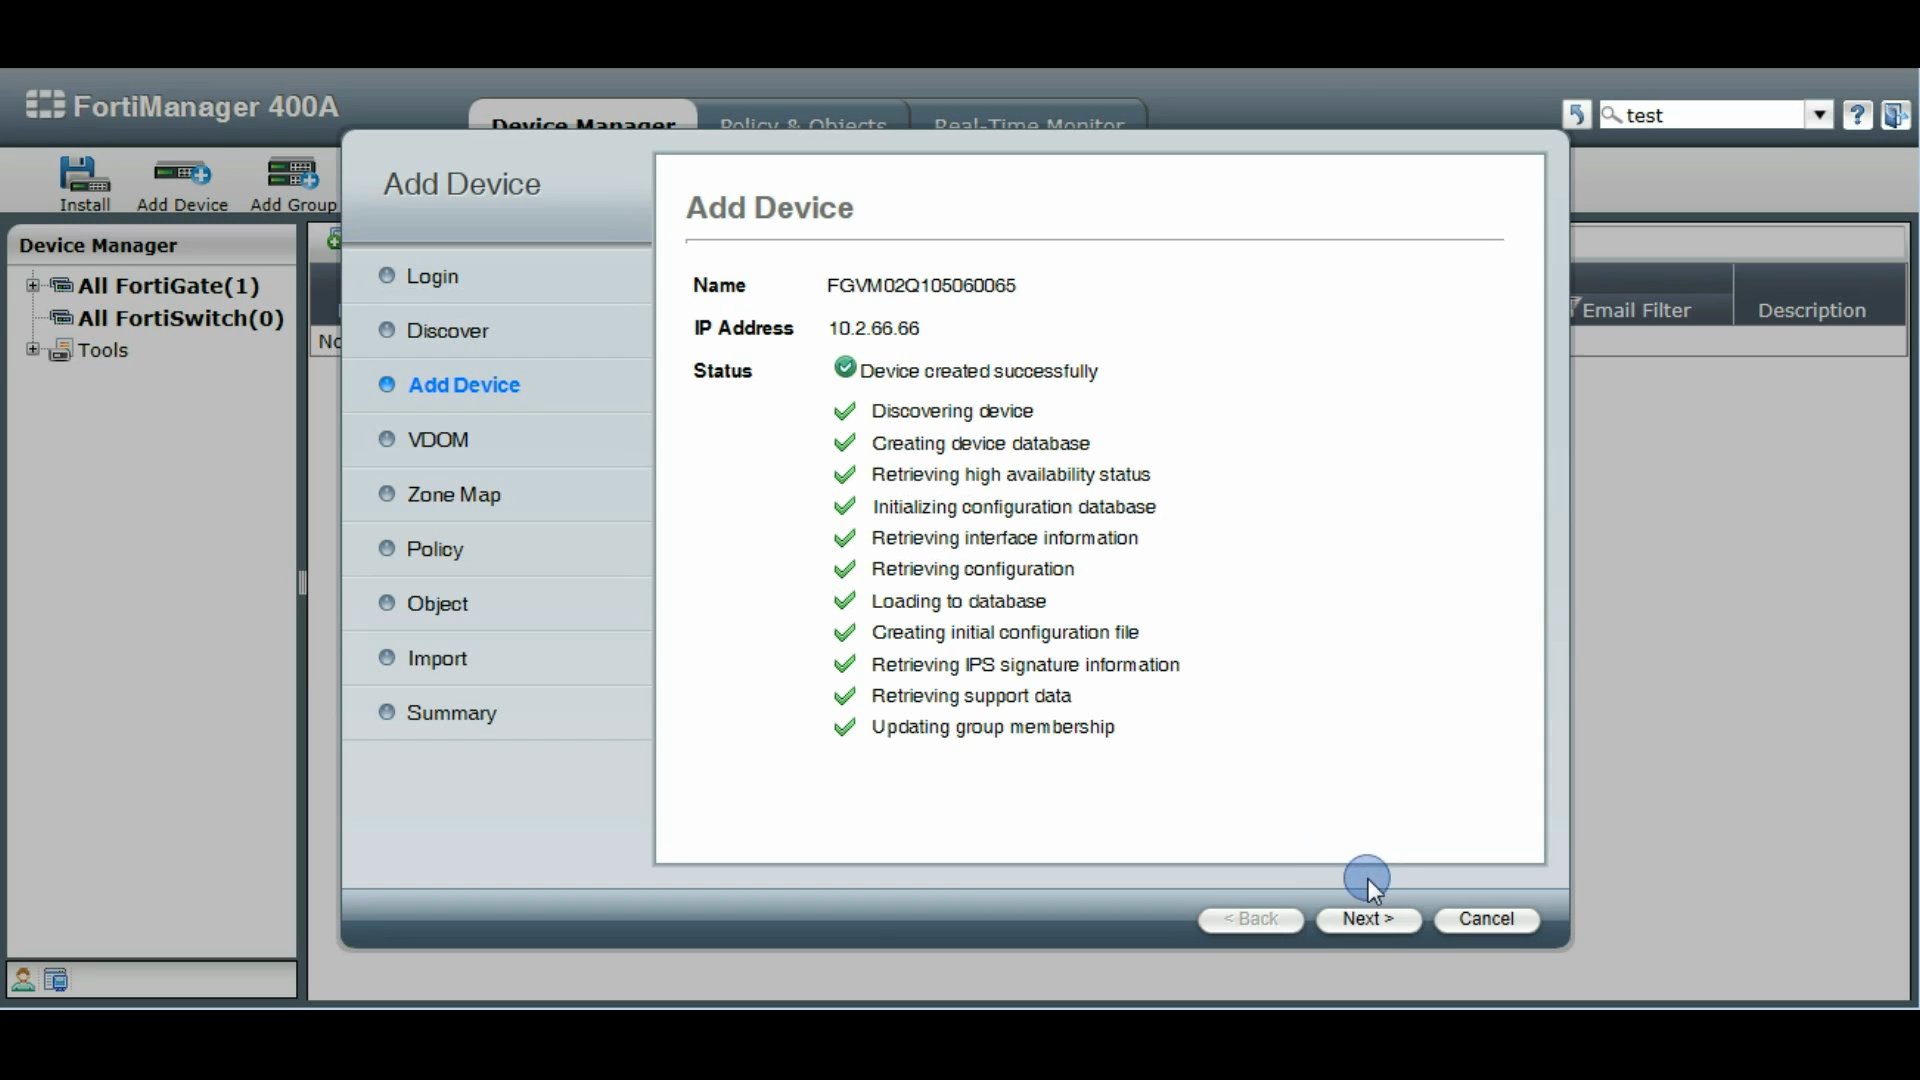 FortiManager 400A
Device Manager
Policy & Objects
Real-Time Monitor
test
?
Install
Add Device
Add Group
Device Manager
All FortiGate(1)
All FortiSwitch(0)
Tools
Add Device
Login
Discover
Add Device
VDOM
Zone Map
Policy
Object
Import
Summary
Add Device
Name FGVM02Q105060065
IP Address 10.2.66.66
Status Device created successfully
Discovering device
Creating device database
Retrieving high availability status
Initializing configuration database
Retrieving interface information
Retrieving configuration
Loading to database
Creating initial configuration file
Retrieving IPS signature information
Retrieving support data
Updating group membership
Email Filter
Description
< Back
Next >
Cancel